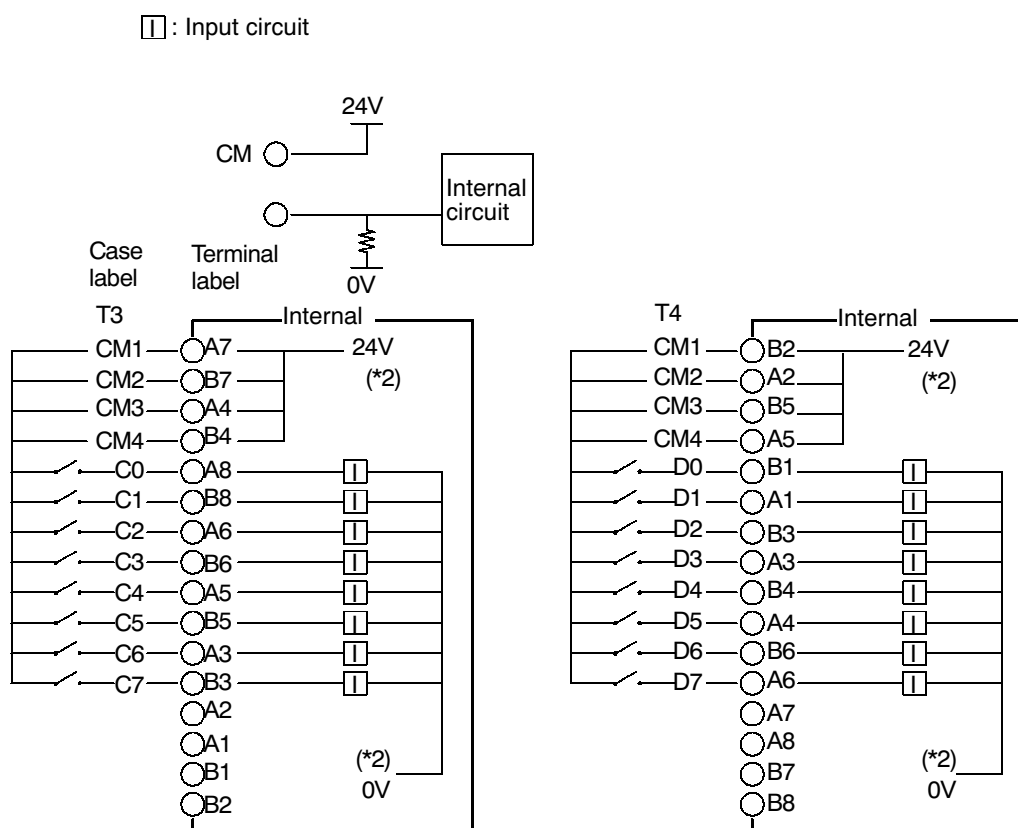 I : Input circuit
24V
CM
Internal
circuit
0V
Case
label
Terminal
label
T3
Internal
CM1 A7 24V
CM2 B7 (*2)
CM3 A4
CM4 B4
C0 A8 I
C1 B8 I
C2 A6 I
C3 B6 I
C4 A5 I
C5 B5 I
C6 A3 I
C7 B3 I
A2
A1
B1 (*2)
0V
B2
T4
Internal
CM1 B2 24V
CM2 A2 (*2)
CM3 B5
CM4 A5
D0 B1 I
D1 A1 I
D2 B3 I
D3 A3 I
D4 B4 I
D5 A4 I
D6 B6 I
D7 A6 I
A7
A8
B7 (*2)
0V
B8